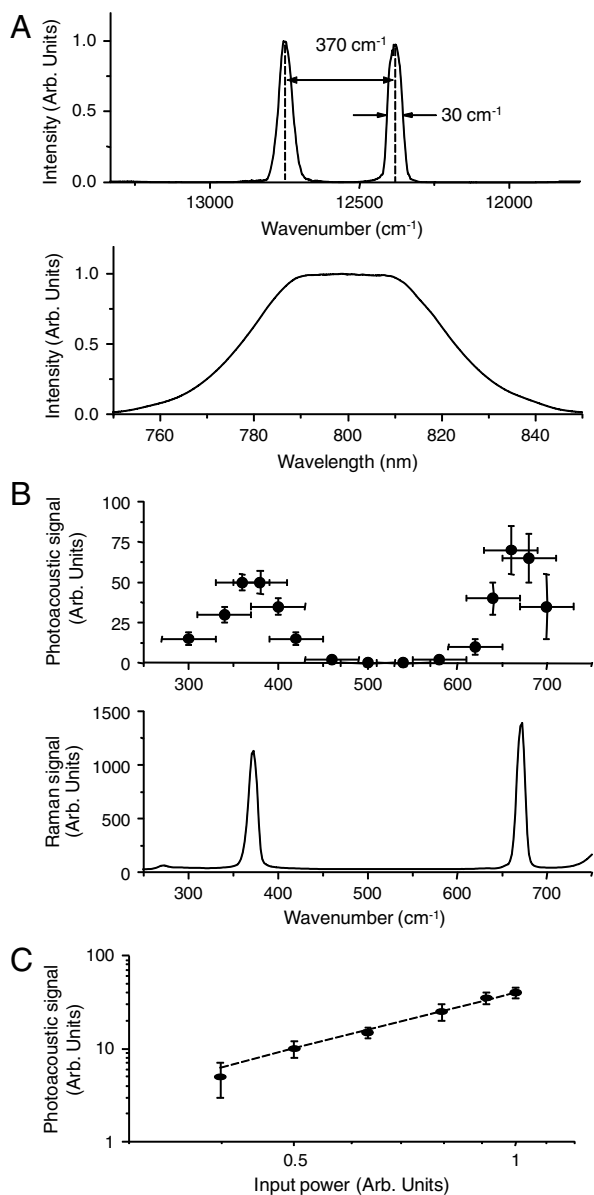 A
Intensity (Arb. Units)
1.0
0.5
0.0
370 cm⁻¹
30 cm⁻¹
13000 12500 12000
Wavenumber (cm⁻¹)
Intensity (Arb. Units)
1.0
0.5
0.0
760 780 800 820 840
Wavelength (nm)
B
Photoacoustic signal
(Arb. Units)
100
75
50
25
0
300 400 500 600 700
Raman signal
(Arb. Units)
1500
1000
500
0
300 400 500 600 700
Wavenumber (cm⁻¹)
C
Photoacoustic signal
(Arb. Units)
100
10
1
0.5 1
Input power (Arb. Units)